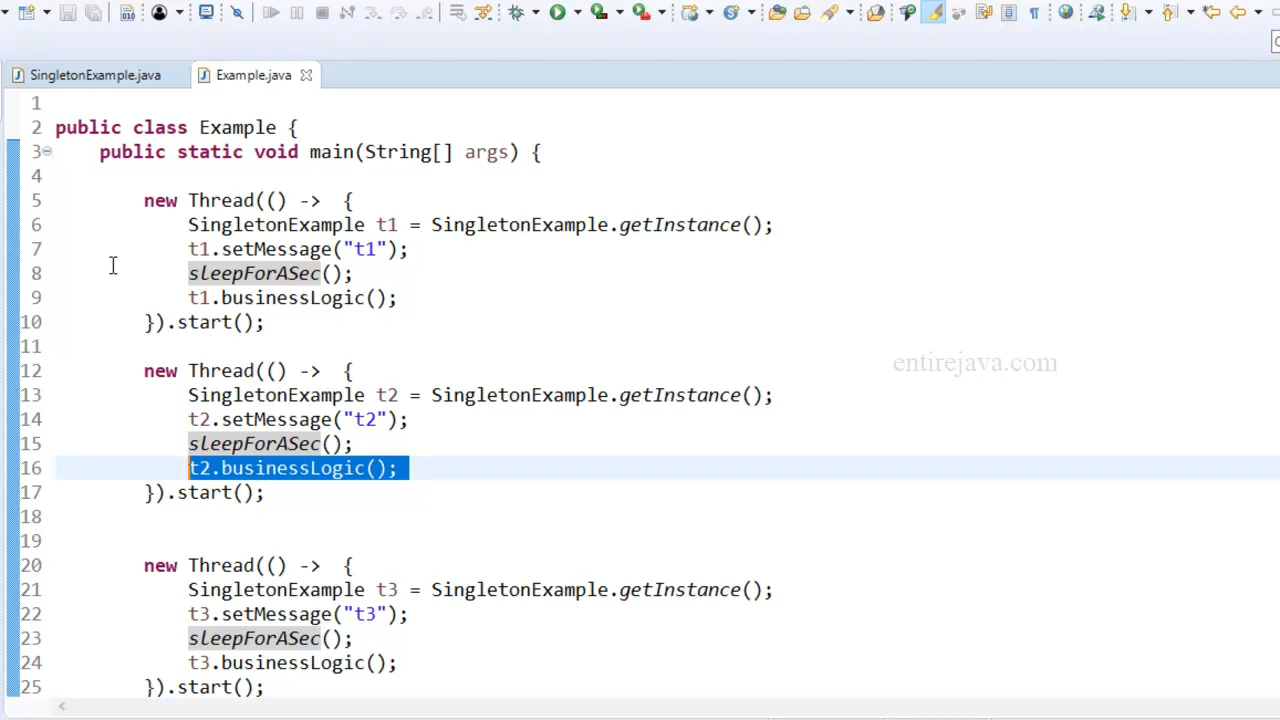 010
SingletonExample.java
Example.java
1
2 public class Example {
3 public static void main(String[] args) {
4
5 new Thread(() -> {
6 SingletonExample t1 = SingletonExample.getInstance();
7 t1.setMessage("t1");
8 sleepForASec();
9 t1.businessLogic();
10 }).start();
11
12 new Thread(() -> {
13 SingletonExample t2 = SingletonExample.getInstance();
14 t2.setMessage("t2");
15 sleepForASec();
16 t2.businessLogic();
17 }).start();
18
19
20 new Thread(() -> {
21 SingletonExample t3 = SingletonExample.getInstance();
22 t3.setMessage("t3");
23 sleepForASec();
24 t3.businessLogic();
25 }).start();
entirejava.com